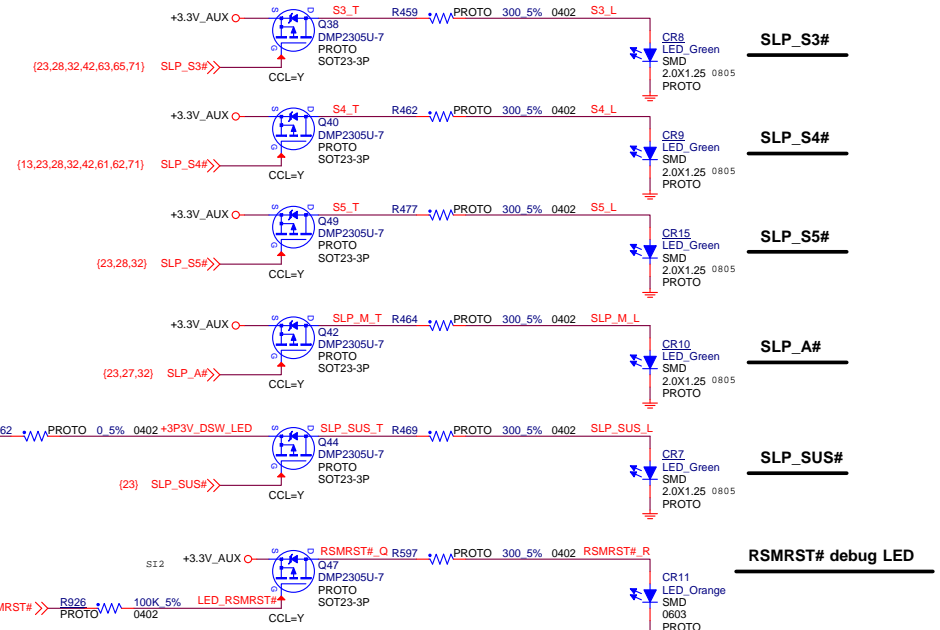 +3.3V_AUX S D S3_T R459 PROTO 300_5% 0402 S3_L
Q38
DMP2305U-7
PROTO
SOT23-3P
G
{23,28,32,42,63,65,71} SLP_S3#
CCL=Y
CR8
LED_Green
SMD
2.0X1.25 0805
PROTO
SLP_S3#
+3.3V_AUX S D S4_T R462 PROTO 300_5% 0402 S4_L
Q40
DMP2305U-7
PROTO
SOT23-3P
G
{13,23,28,32,42,61,62,71} SLP_S4#
CCL=Y
CR9
LED_Green
SMD
2.0X1.25 0805
PROTO
SLP_S4#
+3.3V_AUX S D S5_T R477 PROTO 300_5% 0402 S5_L
Q49
DMP2305U-7
PROTO
SOT23-3P
G
{23,28,32} SLP_S5#
CCL=Y
CR15
LED_Green
SMD
2.0X1.25 0805
PROTO
SLP_S5#
+3.3V_AUX S D SLP_M_T R464 PROTO 300_5% 0402 SLP_M_L
Q42
DMP2305U-7
PROTO
SOT23-3P
G
{23,27,32} SLP_A#
CCL=Y
CR10
LED_Green
SMD
2.0X1.25 0805
PROTO
SLP_A#
62 PROTO 0_5% 0402 +3P3V_DSW_LED S D SLP_SUS_T R469 PROTO 300_5% 0402 SLP_SUS_L
Q44
DMP2305U-7
PROTO
SOT23-3P
G
{23} SLP_SUS#
CCL=Y
CR7
LED_Green
SMD
2.0X1.25 0805
PROTO
SLP_SUS#
SI2 +3.3V_AUX S D RSMRST#_Q R597 PROTO 300_5% 0402 RSMRST#_R
Q47
DMP2305U-7
PROTO
SOT23-3P
G
MRST# R926 100K_5% LED_RSMRST#
PROTO 0402
CCL=Y
CR11
LED_Orange
SMD
0603
PROTO
RSMRST# debug LED